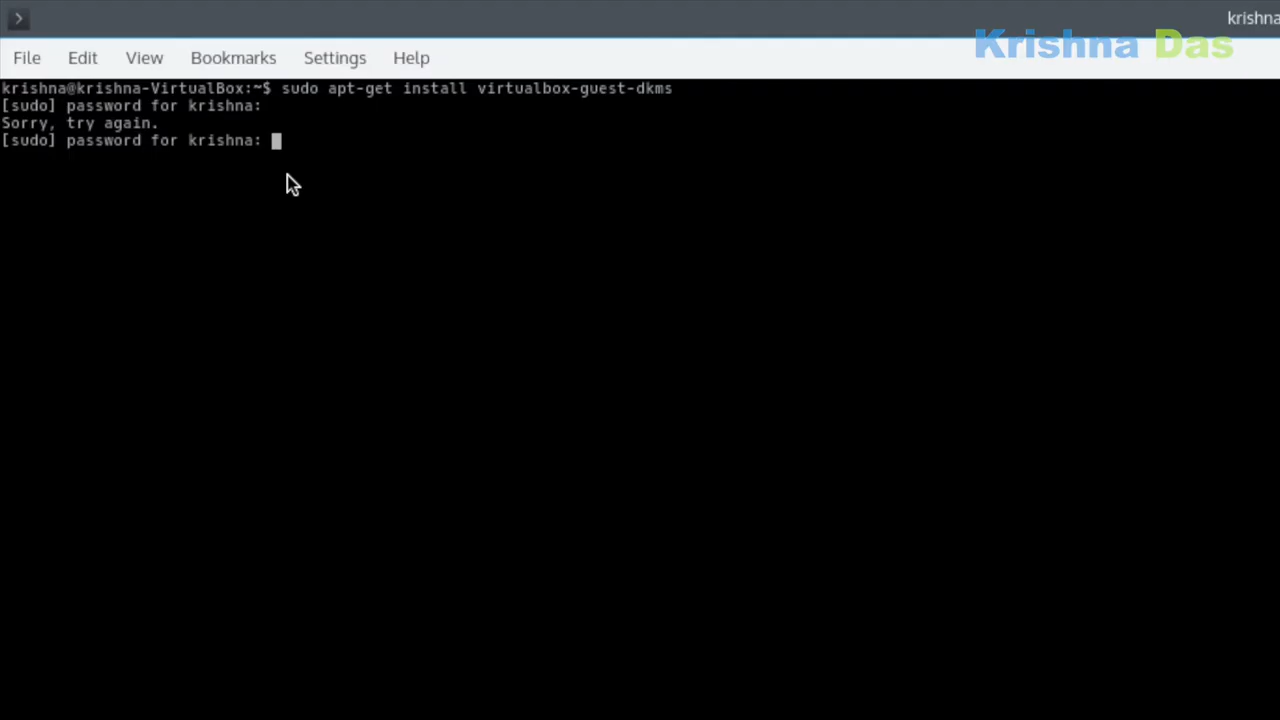 krishna
Krishna Das
File Edit View Bookmarks Settings Help
krishna@krishna-VirtualBox:~$ sudo apt-get install virtualbox-guest-dkms
[sudo] password for krishna:
Sorry, try again.
[sudo] password for krishna: